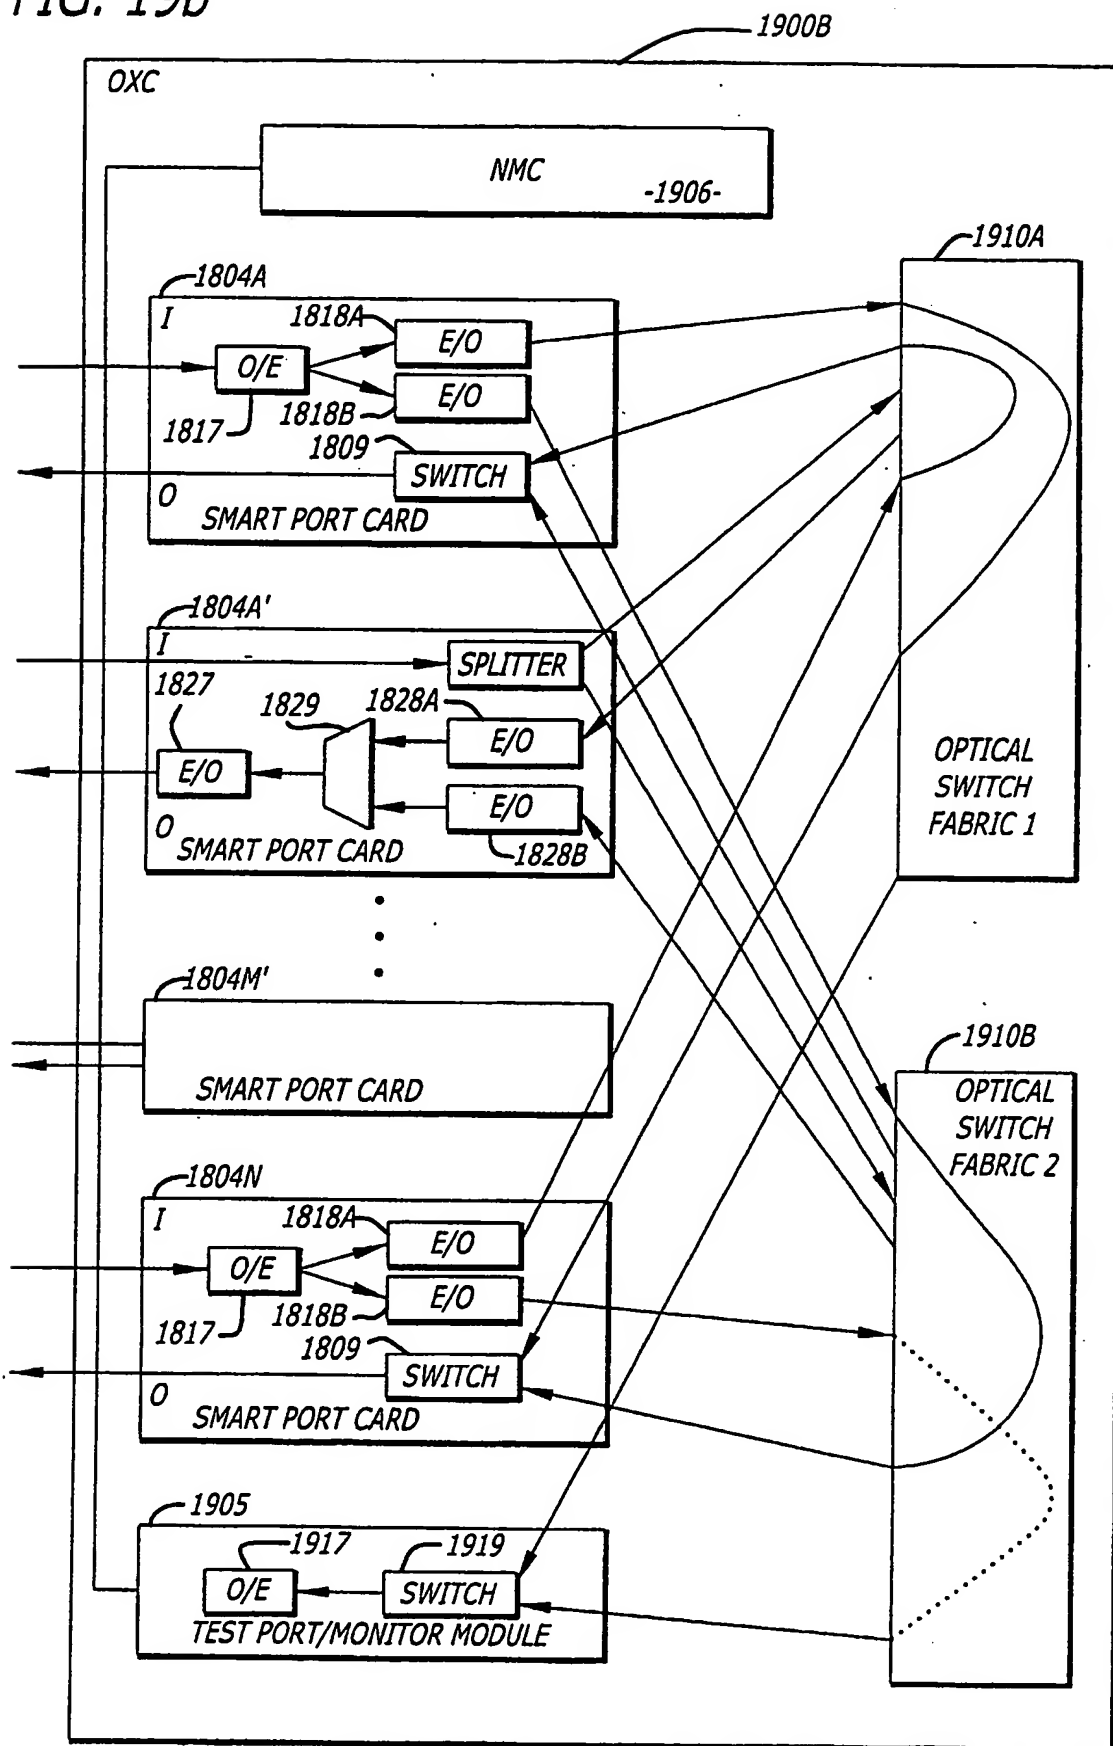 FIG. 19b
1900B
OXC
NMC
-1906-
1910A
1804A
I
1818A
E/O
O/E
E/O
1817
1818B
1809
SWITCH
O
SMART PORT CARD
1804A'
I
SPLITTER
1827
1829
1828A
E/O
E/O
E/O
O
SMART PORT CARD
1828B
OPTICAL
SWITCH
FABRIC 1
1804M'
SMART PORT CARD
1910B
OPTICAL
SWITCH
FABRIC 2
1804N
I
1818A
E/O
O/E
E/O
1817
1818B
1809
SWITCH
O
SMART PORT CARD
1905
1917
1919
O/E
SWITCH
TEST PORT/MONITOR MODULE